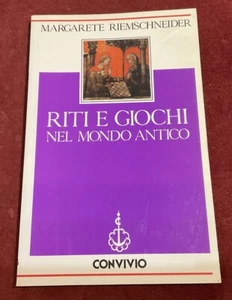 MARGARETE RIEMSCHNEIDER
RITI E GIOCHI
NEL MONDO ANTICO
CONVIVIO